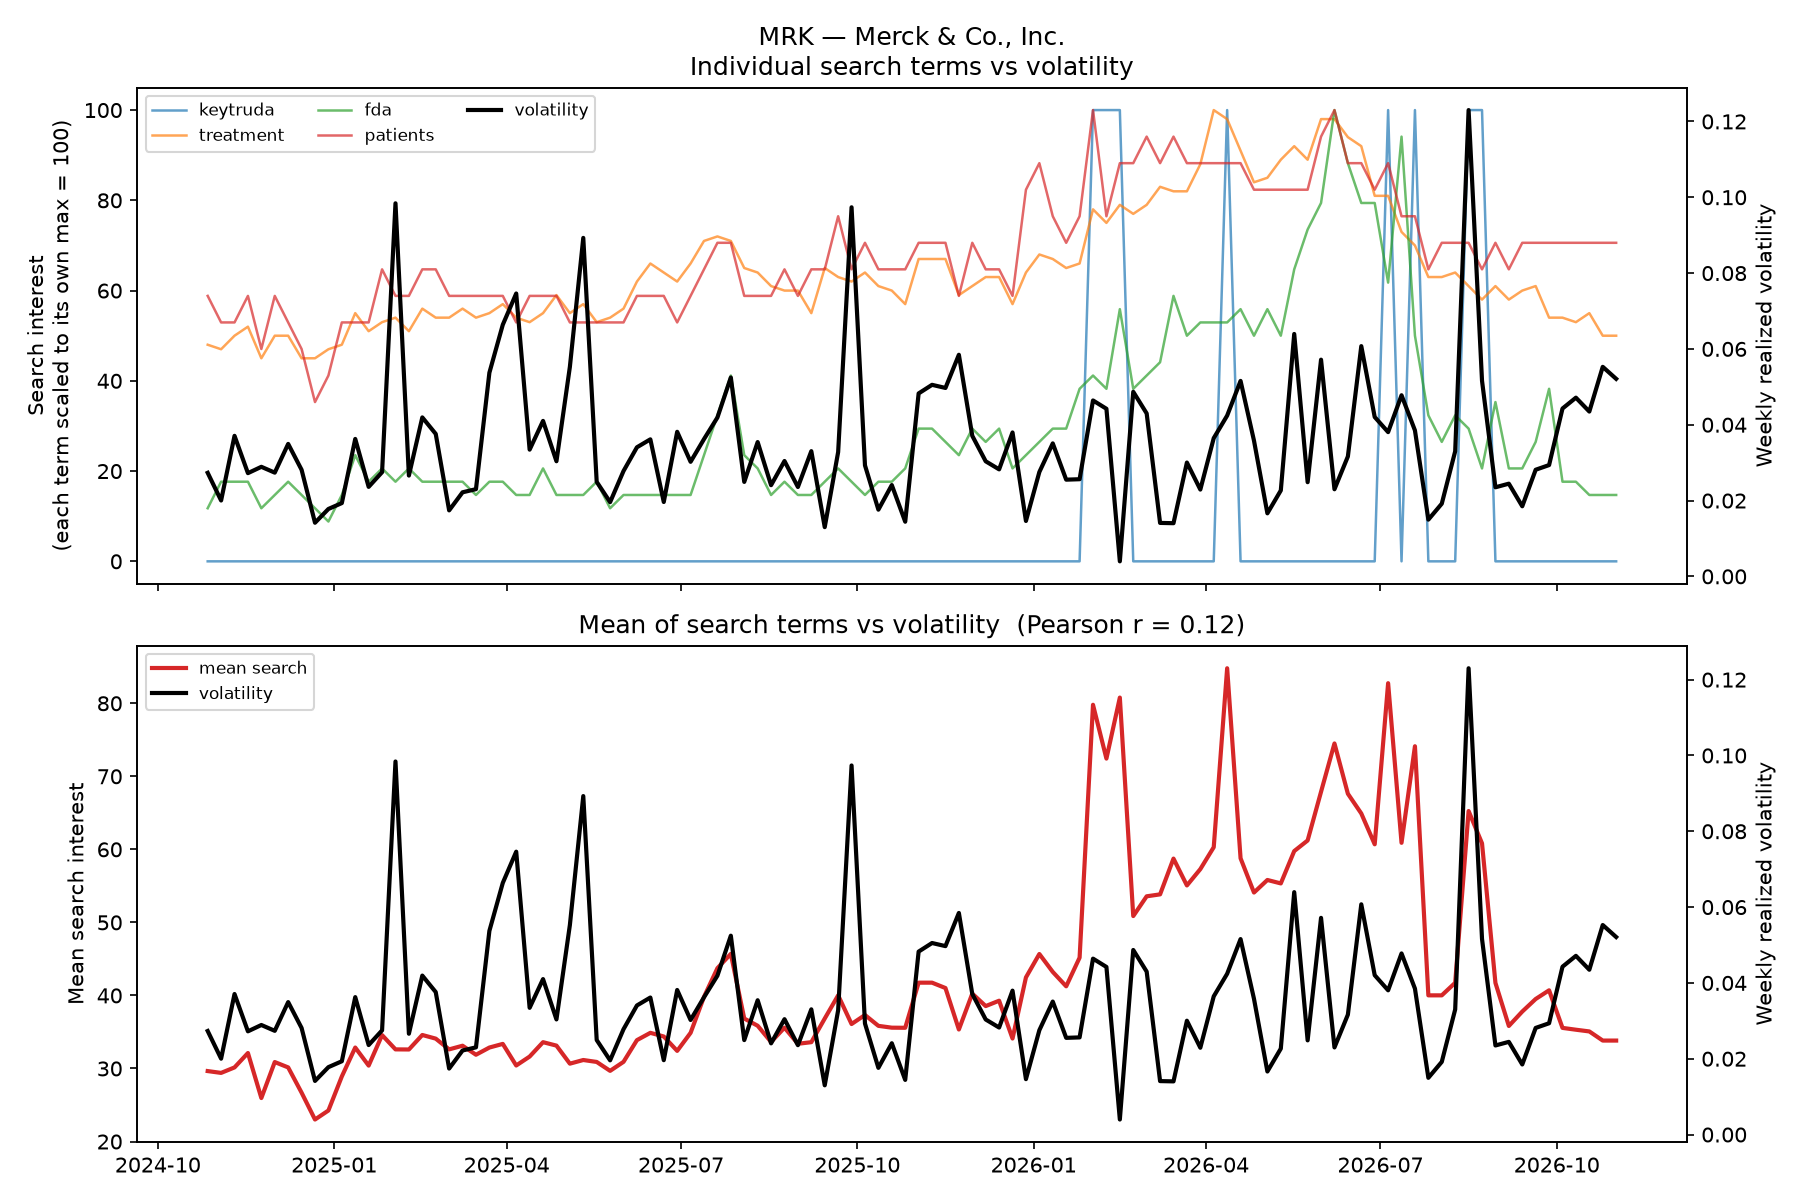 MRK — Merck & Co., Inc.
Individual search terms vs volatility
keytruda
treatment
fda
patients
volatility
100
80
60
40
20
0
Search interest
(each term scaled to its own max = 100)
0.12
0.10
0.08
0.06
0.04
0.02
0.00
Weekly realized volatility
Mean of search terms vs volatility  (Pearson r = 0.12)
mean search
volatility
80
70
60
50
40
30
20
Mean search interest
0.12
0.10
0.08
0.06
0.04
0.02
0.00
Weekly realized volatility
2024-10
2025-01
2025-04
2025-07
2025-10
2026-01
2026-04
2026-07
2026-10